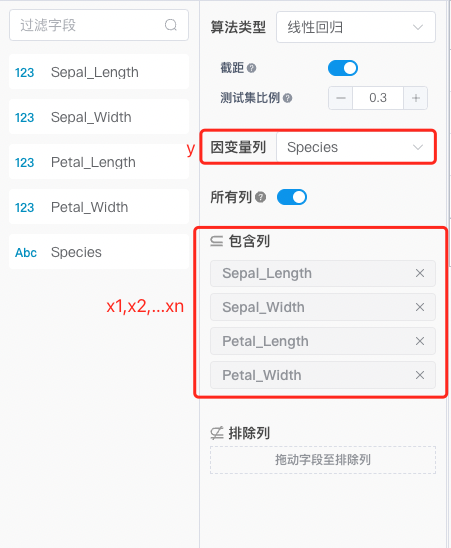 过滤字段
123 Sepal_Length
123 Sepal_Width
123 Petal_Length
123 Petal_Width
Abc Species
算法类型 线性回归
截距 ?
测试集比例 ? — 0.3 +
y 因变量列 Species
所有列 ?
x1,x2,...xn
⊆ 包含列
Sepal_Length ×
Sepal_Width ×
Petal_Length ×
Petal_Width ×
⊈ 排除列
拖动字段至排除列